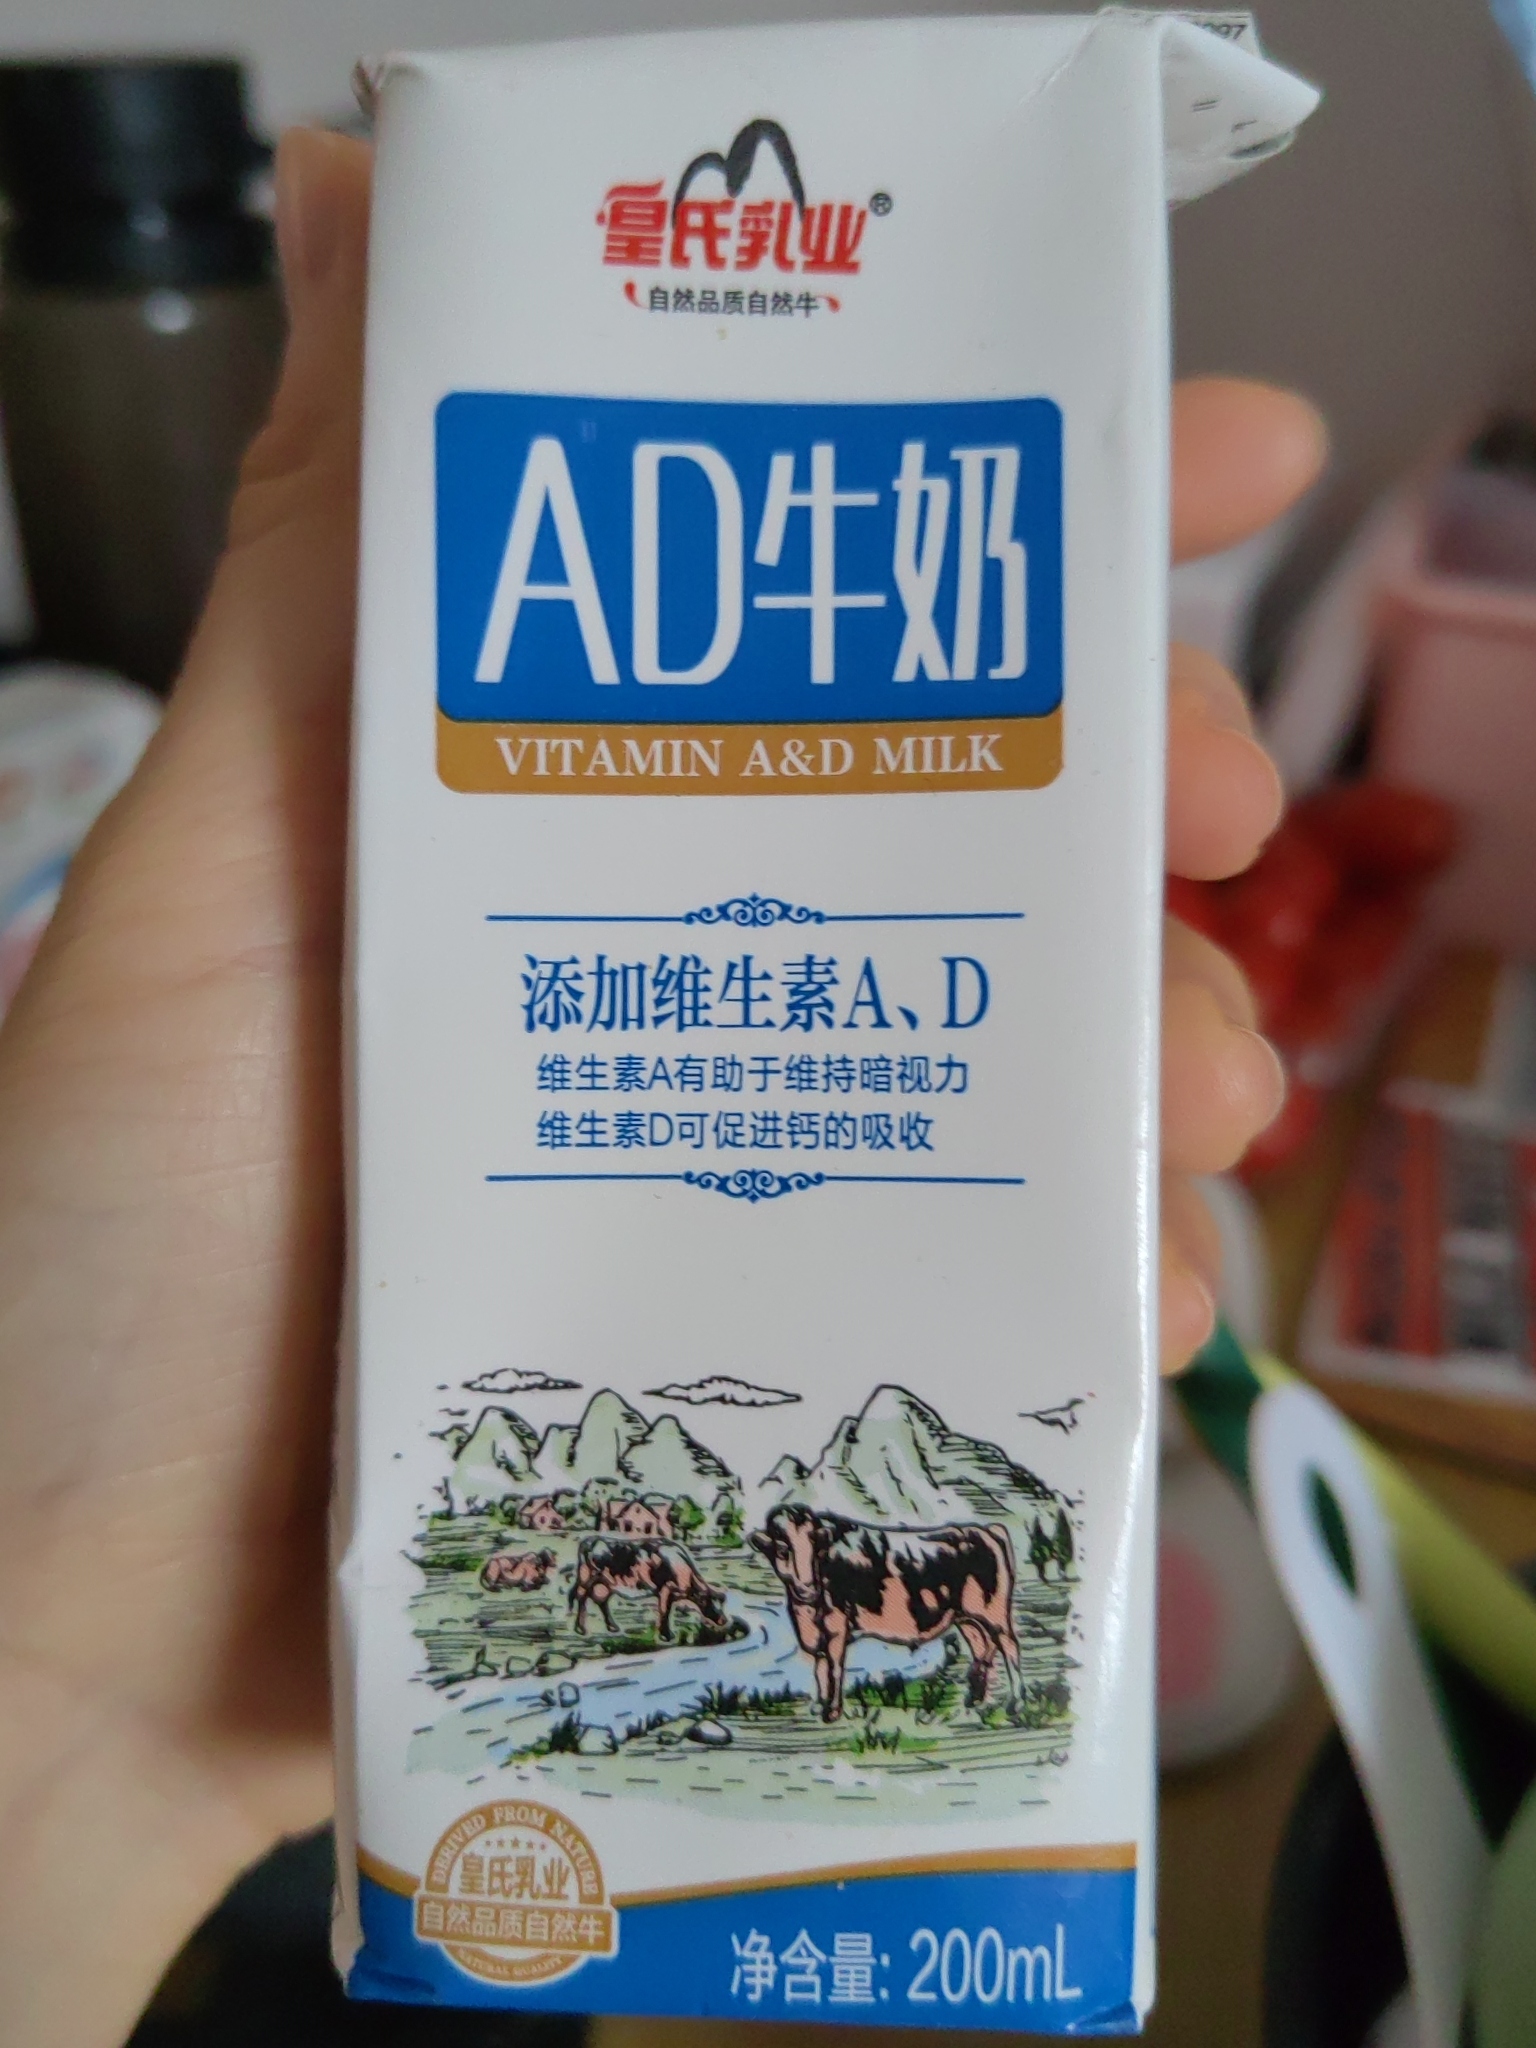 097
皇氏乳业®
自然品质自然牛
AD牛奶
VITAMIN A&D MILK
添加维生素A、D
维生素A有助于维持暗视力
维生素D可促进钙的吸收
DERIVED FROM NATURE
皇氏乳业
自然品质自然牛
NATURAL QUALITY
净含量: 200mL